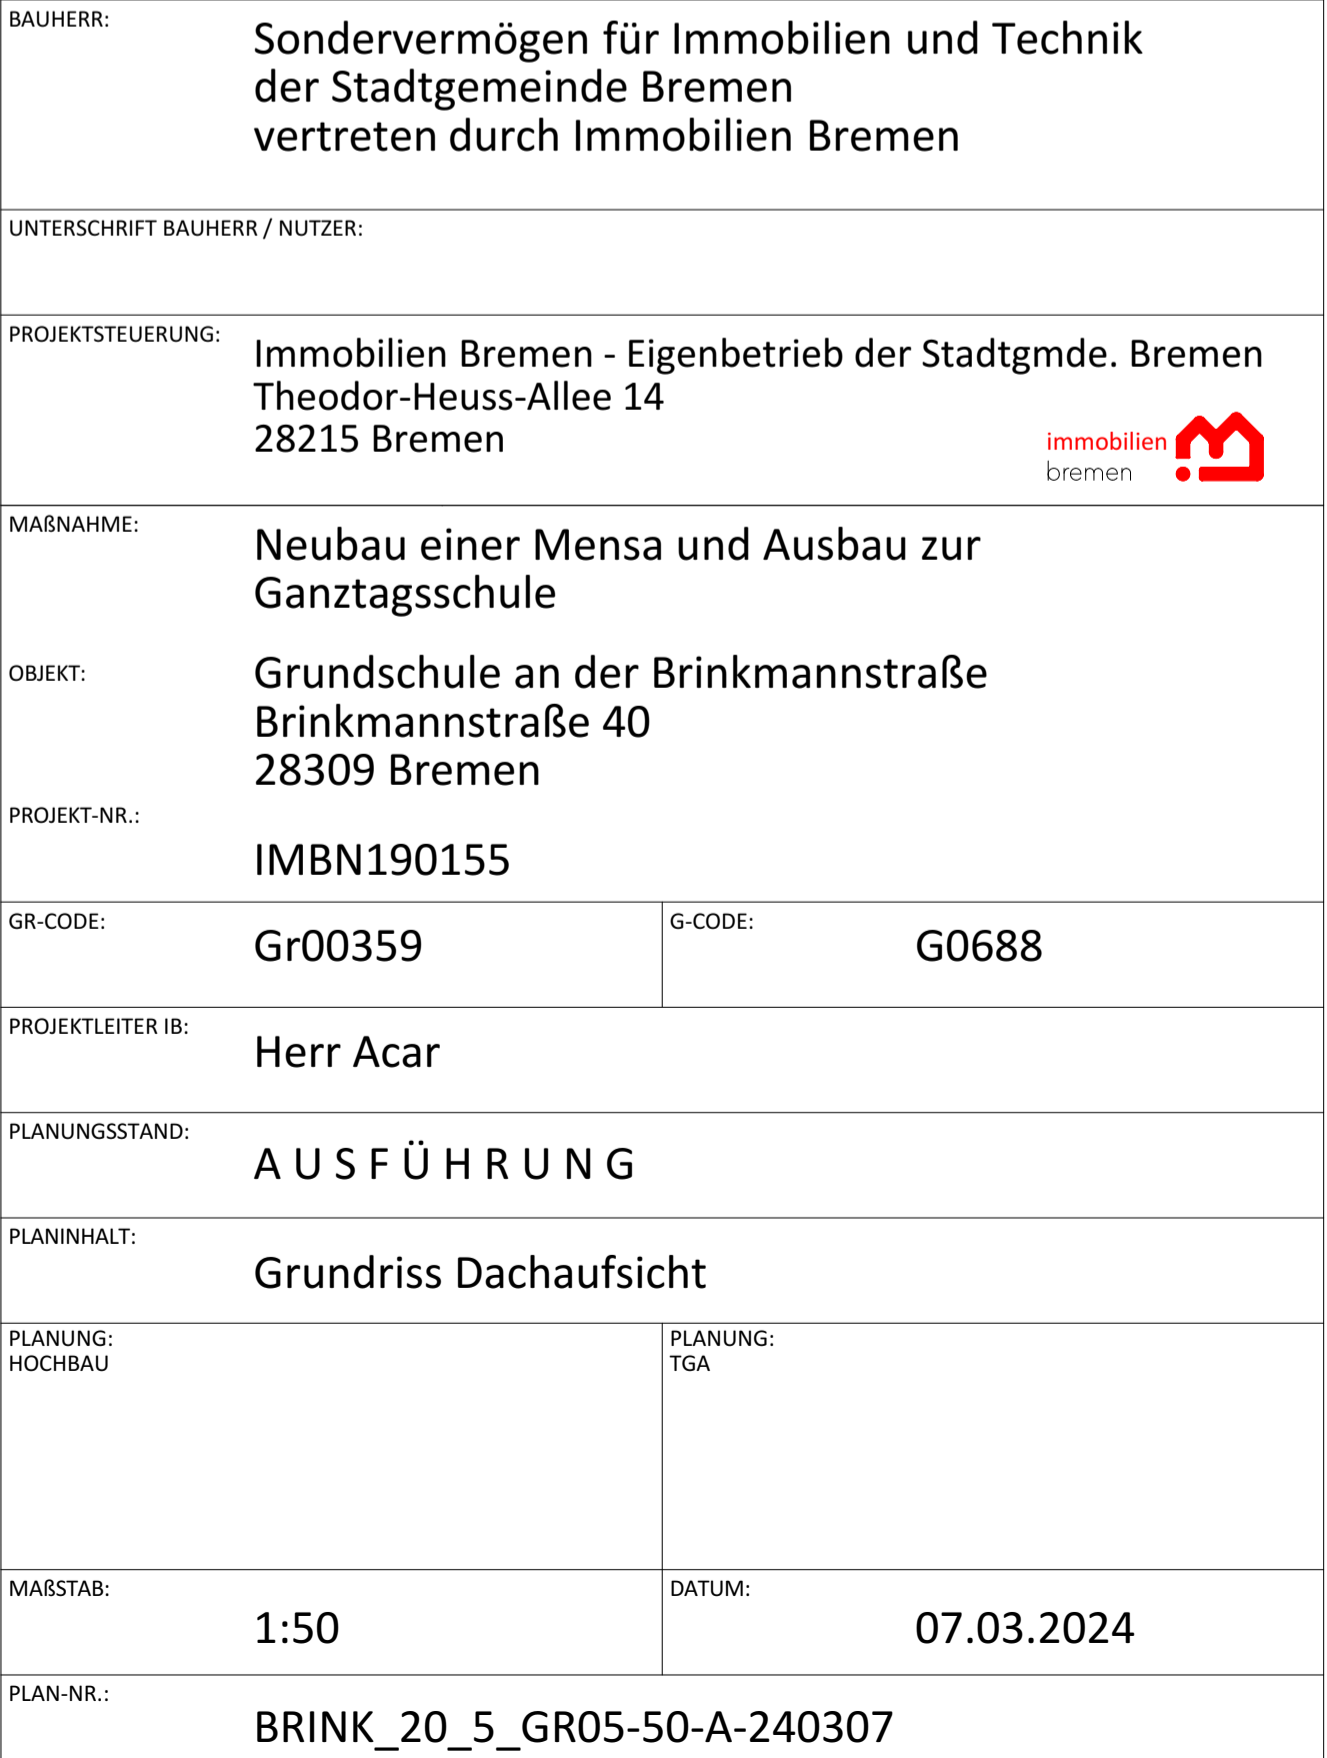 BAUHERR:
Sondervermögen für Immobilien und Technik
der Stadtgemeinde Bremen
vertreten durch Immobilien Bremen
UNTERSCHRIFT BAUHERR / NUTZER:
PROJEKTSTEUERUNG:
Immobilien Bremen - Eigenbetrieb der Stadtgmde. Bremen
Theodor-Heuss-Allee 14
28215 Bremen
immobilien
bremen
MAßNAHME:
Neubau einer Mensa und Ausbau zur
Ganztagsschule
OBJEKT:
Grundschule an der Brinkmannstraße
Brinkmannstraße 40
28309 Bremen
PROJEKT-NR.:
IMBN190155
GR-CODE:
Gr00359
G-CODE:
G0688
PROJEKTLEITER IB:
Herr Acar
PLANUNGSSTAND:
A U S F Ü H R U N G
PLANINHALT:
Grundriss Dachaufsicht
PLANUNG:
HOCHBAU
PLANUNG:
TGA
MAßSTAB:
1:50
DATUM:
07.03.2024
PLAN-NR.:
BRINK_20_5_GR05-50-A-240307